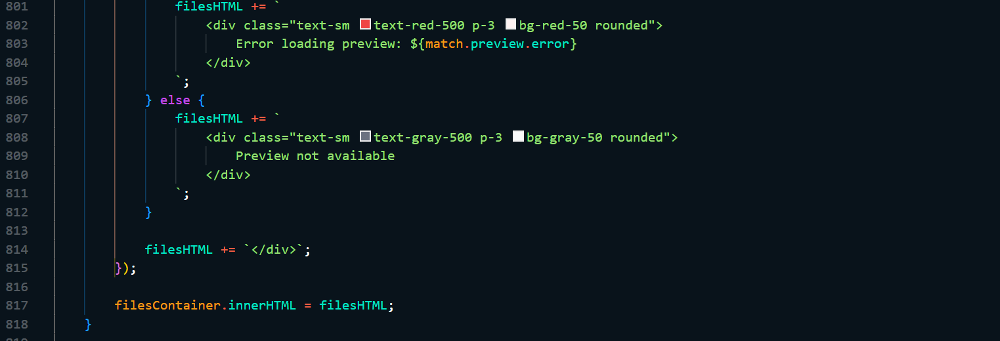 801 filesHTML += `
802 <div class="text-sm text-red-500 p-3 bg-red-50 rounded">
803 Error loading preview: ${match.preview.error}
804 </div>
805 `;
806 } else {
807 filesHTML += `
808 <div class="text-sm text-gray-500 p-3 bg-gray-50 rounded">
809 Preview not available
810 </div>
811 `;
812 }
813
814 filesHTML += `</div>`;
815 });
816
817 filesContainer.innerHTML = filesHTML;
818 }
819